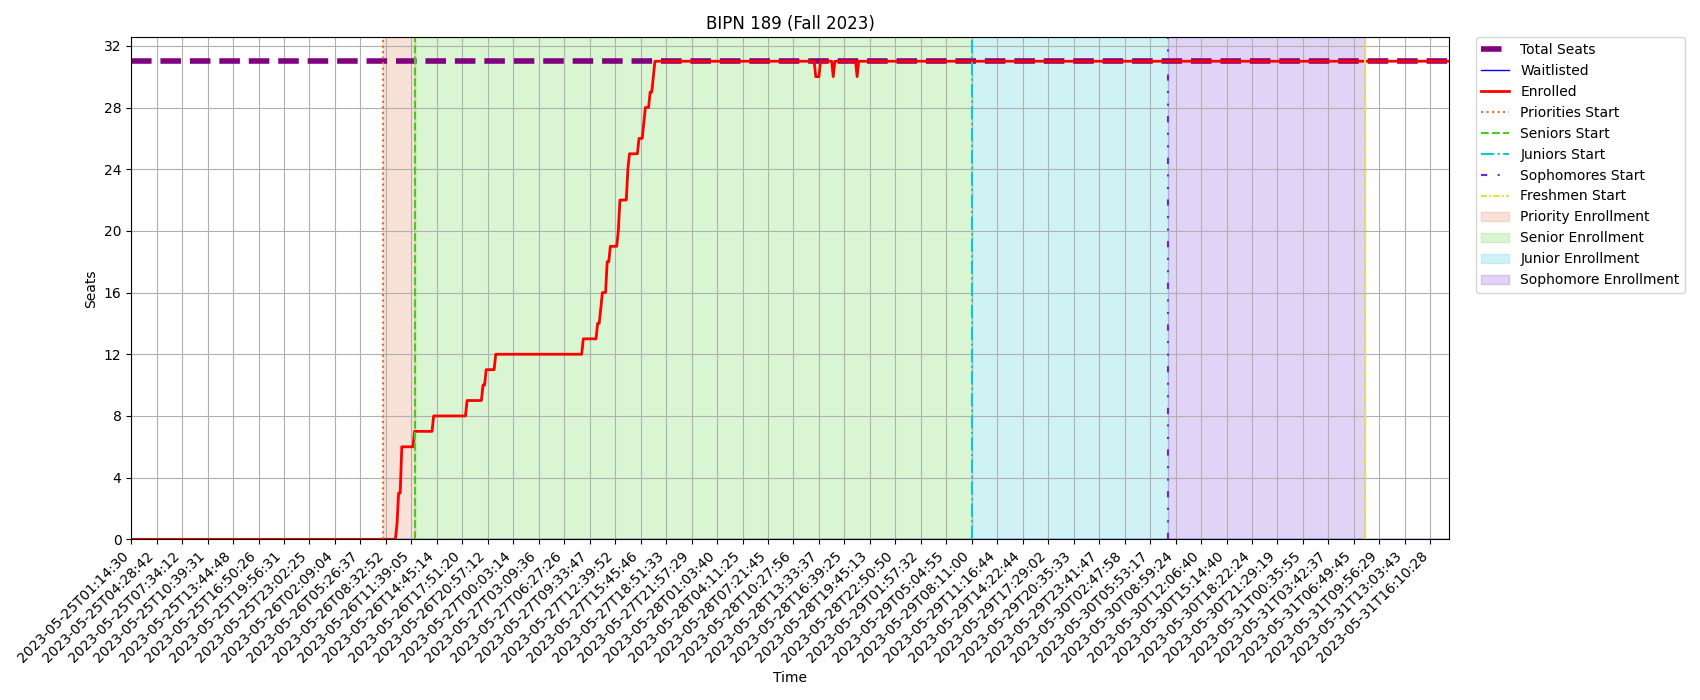 BIPN 189 (Fall 2023)
32
28
24
20
16
12
8
4
0
Seats
2023-05-25T01:14:30
2023-05-25T04:28:42
2023-05-25T07:34:12
2023-05-25T10:39:31
2023-05-25T13:44:48
2023-05-25T16:50:26
2023-05-25T19:56:31
2023-05-25T23:02:25
2023-05-26T02:09:04
2023-05-26T05:26:37
2023-05-26T08:32:52
2023-05-26T11:39:05
2023-05-26T14:45:14
2023-05-26T17:51:20
2023-05-26T20:57:12
2023-05-27T00:03:14
2023-05-27T03:09:36
2023-05-27T06:27:26
2023-05-27T09:33:47
2023-05-27T12:39:52
2023-05-27T15:45:46
2023-05-27T18:51:33
2023-05-27T21:57:29
2023-05-28T01:03:40
2023-05-28T04:11:25
2023-05-28T07:21:45
2023-05-28T10:27:56
2023-05-28T13:33:37
2023-05-28T16:39:25
2023-05-28T19:45:13
2023-05-28T22:50:50
2023-05-29T01:57:32
2023-05-29T05:04:55
2023-05-29T08:11:00
2023-05-29T11:16:44
2023-05-29T14:22:44
2023-05-29T17:29:02
2023-05-29T20:35:33
2023-05-29T23:41:47
2023-05-30T02:47:58
2023-05-30T05:53:17
2023-05-30T08:59:24
2023-05-30T12:06:40
2023-05-30T15:14:40
2023-05-30T18:22:24
2023-05-30T21:29:19
2023-05-31T00:35:55
2023-05-31T03:42:37
2023-05-31T06:49:45
2023-05-31T09:56:29
2023-05-31T13:03:43
2023-05-31T16:10:28
Time
Total Seats
Waitlisted
Enrolled
Priorities Start
Seniors Start
Juniors Start
Sophomores Start
Freshmen Start
Priority Enrollment
Senior Enrollment
Junior Enrollment
Sophomore Enrollment